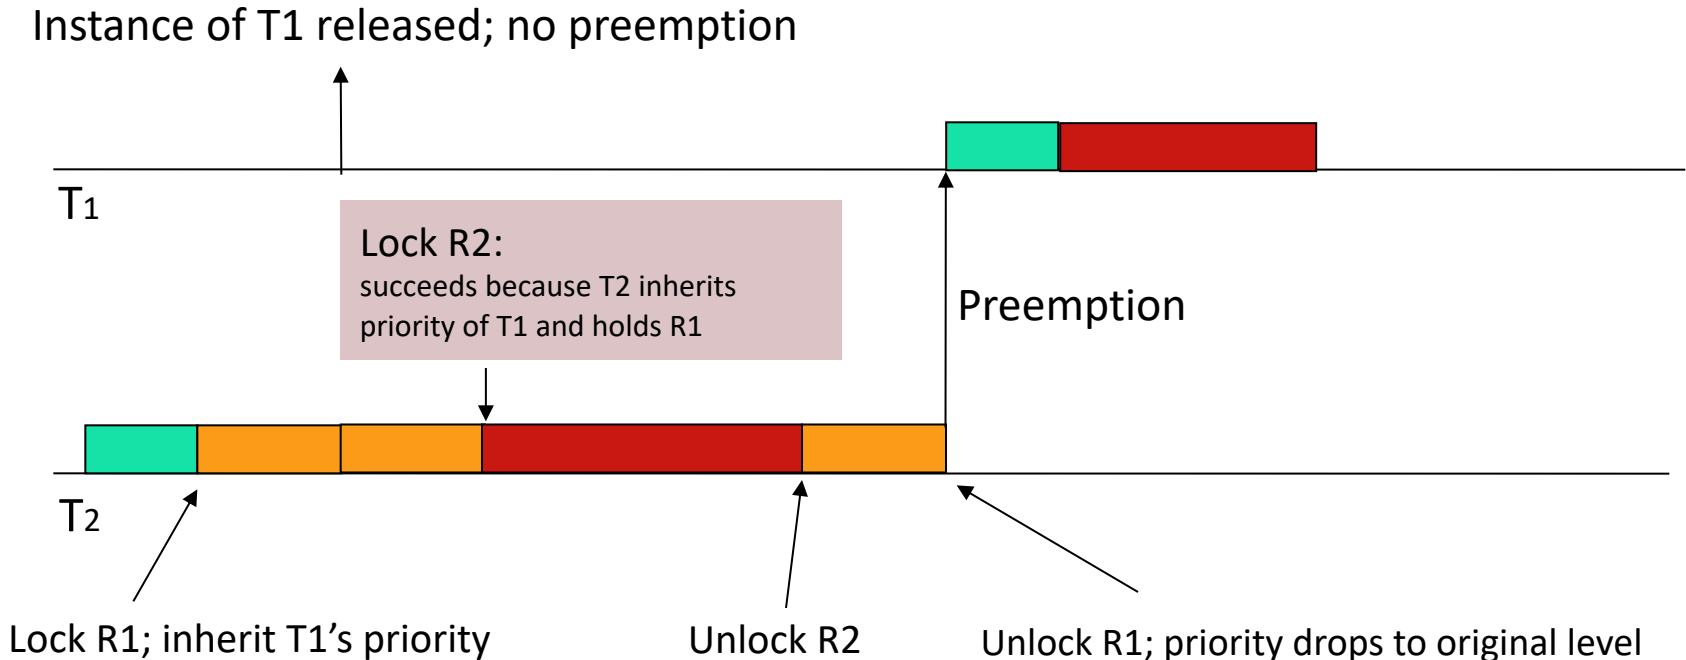 Instance of T1 released; no preemption
T1
Lock R2:
succeeds because T2 inherits
priority of T1 and holds R1
Preemption
T2
Lock R1; inherit T1’s priority
Unlock R2
Unlock R1; priority drops to original level